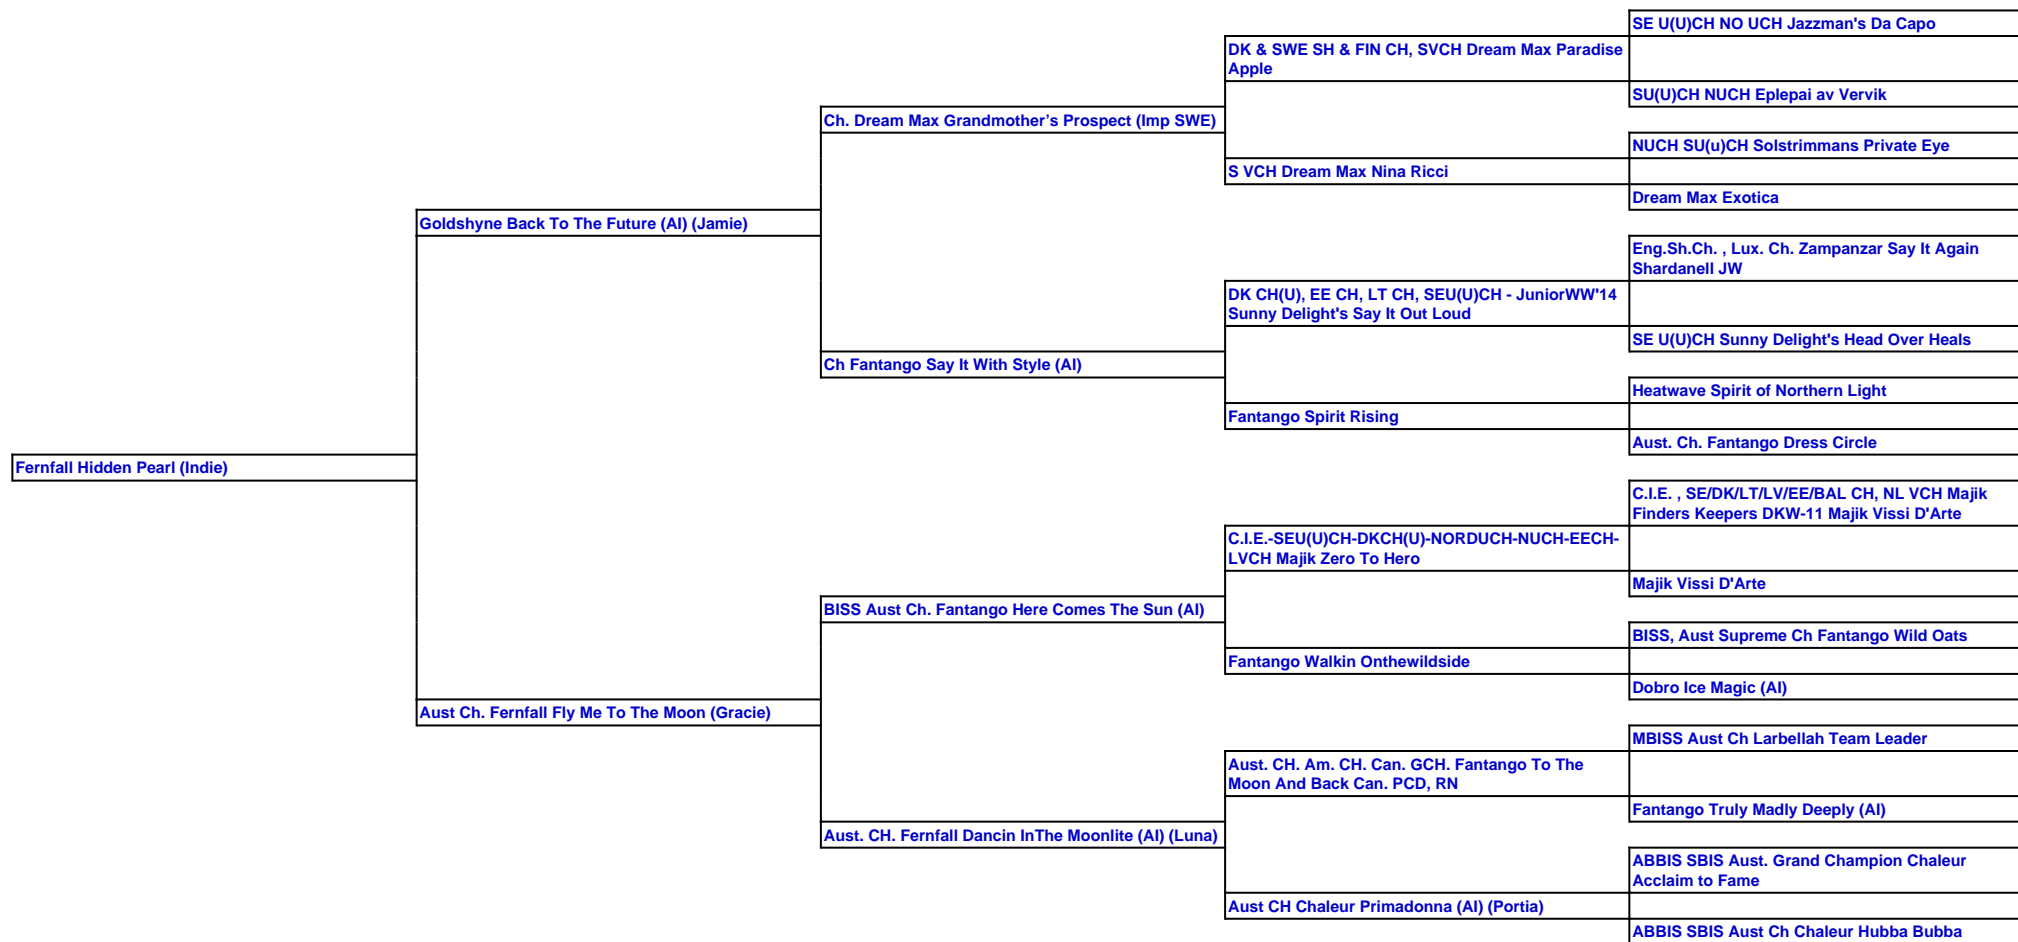 SE U(U)CH NO UCH Jazzman's Da Capo
DK & SWE SH & FIN CH, SVCH Dream Max Paradise
Apple
SU(U)CH NUCH Eplepai av Vervik
Ch. Dream Max Grandmother’s Prospect (Imp SWE)
NUCH SU(u)CH Solstrimmans Private Eye
S VCH Dream Max Nina Ricci
Dream Max Exotica
Goldshyne Back To The Future (AI) (Jamie)
Eng.Sh.Ch. , Lux. Ch. Zampanzar Say It Again
Shardanell JW
DK CH(U), EE CH, LT CH, SEU(U)CH - JuniorWW'14
Sunny Delight's Say It Out Loud
SE U(U)CH Sunny Delight's Head Over Heals
Ch Fantango Say It With Style (AI)
Heatwave Spirit of Northern Light
Fantango Spirit Rising
Aust. Ch. Fantango Dress Circle
Fernfall Hidden Pearl (Indie)
C.I.E. , SE/DK/LT/LV/EE/BAL CH, NL VCH Majik
Finders Keepers DKW-11 Majik Vissi D'Arte
C.I.E.-SEU(U)CH-DKCH(U)-NORDUCH-NUCH-EECH-
LVCH Majik Zero To Hero
Majik Vissi D'Arte
BISS Aust Ch. Fantango Here Comes The Sun (AI)
BISS, Aust Supreme Ch Fantango Wild Oats
Fantango Walkin Onthewildside
Dobro Ice Magic (AI)
Aust Ch. Fernfall Fly Me To The Moon (Gracie)
MBISS Aust Ch Larbellah Team Leader
Aust. CH. Am. CH. Can. GCH. Fantango To The
Moon And Back Can. PCD, RN
Fantango Truly Madly Deeply (AI)
Aust. CH. Fernfall Dancin InThe Moonlite (AI) (Luna)
ABBIS SBIS Aust. Grand Champion Chaleur
Acclaim to Fame
Aust CH Chaleur Primadonna (AI) (Portia)
ABBIS SBIS Aust Ch Chaleur Hubba Bubba